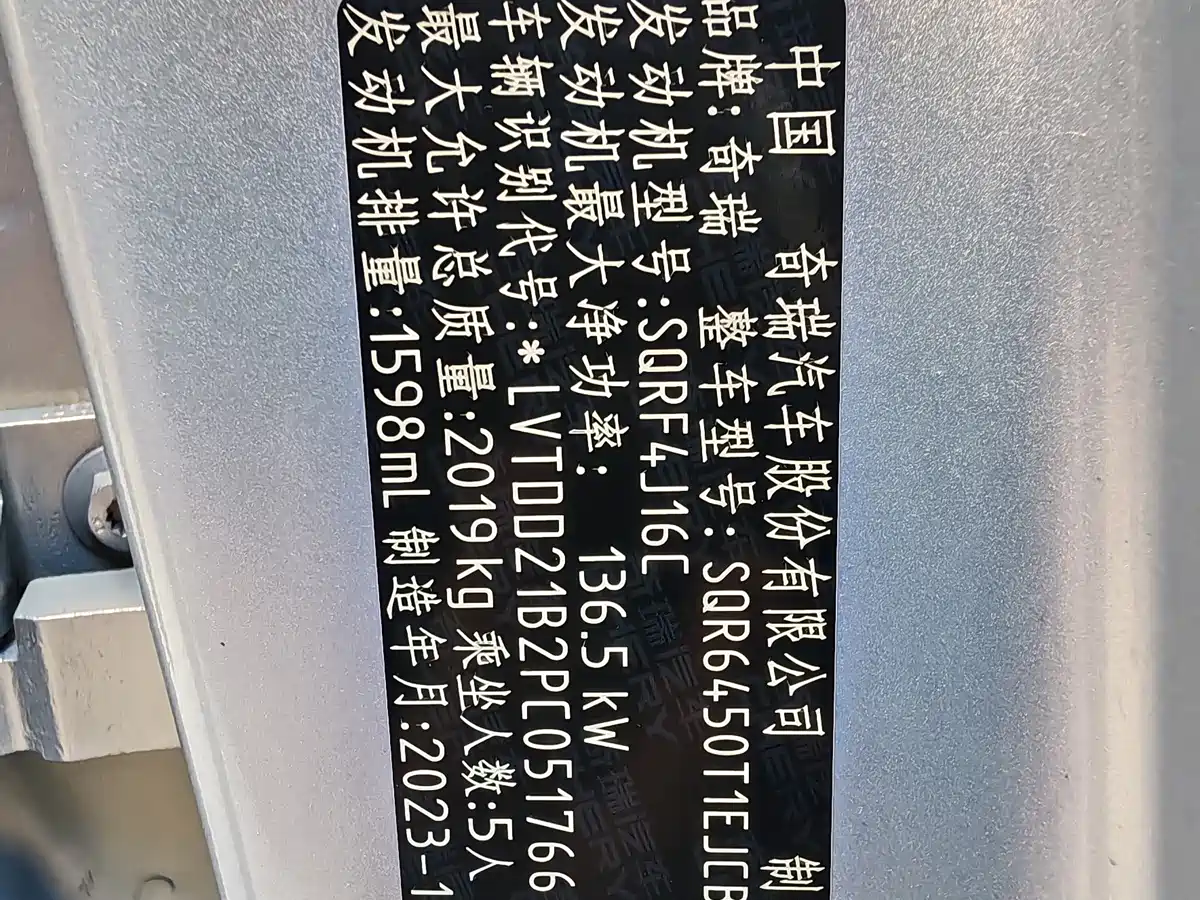 中国 奇瑞汽车股份有限公司 制
品牌:奇瑞 整车型号:SQR6450T1EJCB
发动机型号:SQRF4J16C
发动机最大净功率: 136.5 kW
车辆识别代号:*LVTDD21B2PC051766
最大允许总质量:2019kg 乘坐人数:5人
发动机排量:1598mL 制造年月:2023-1